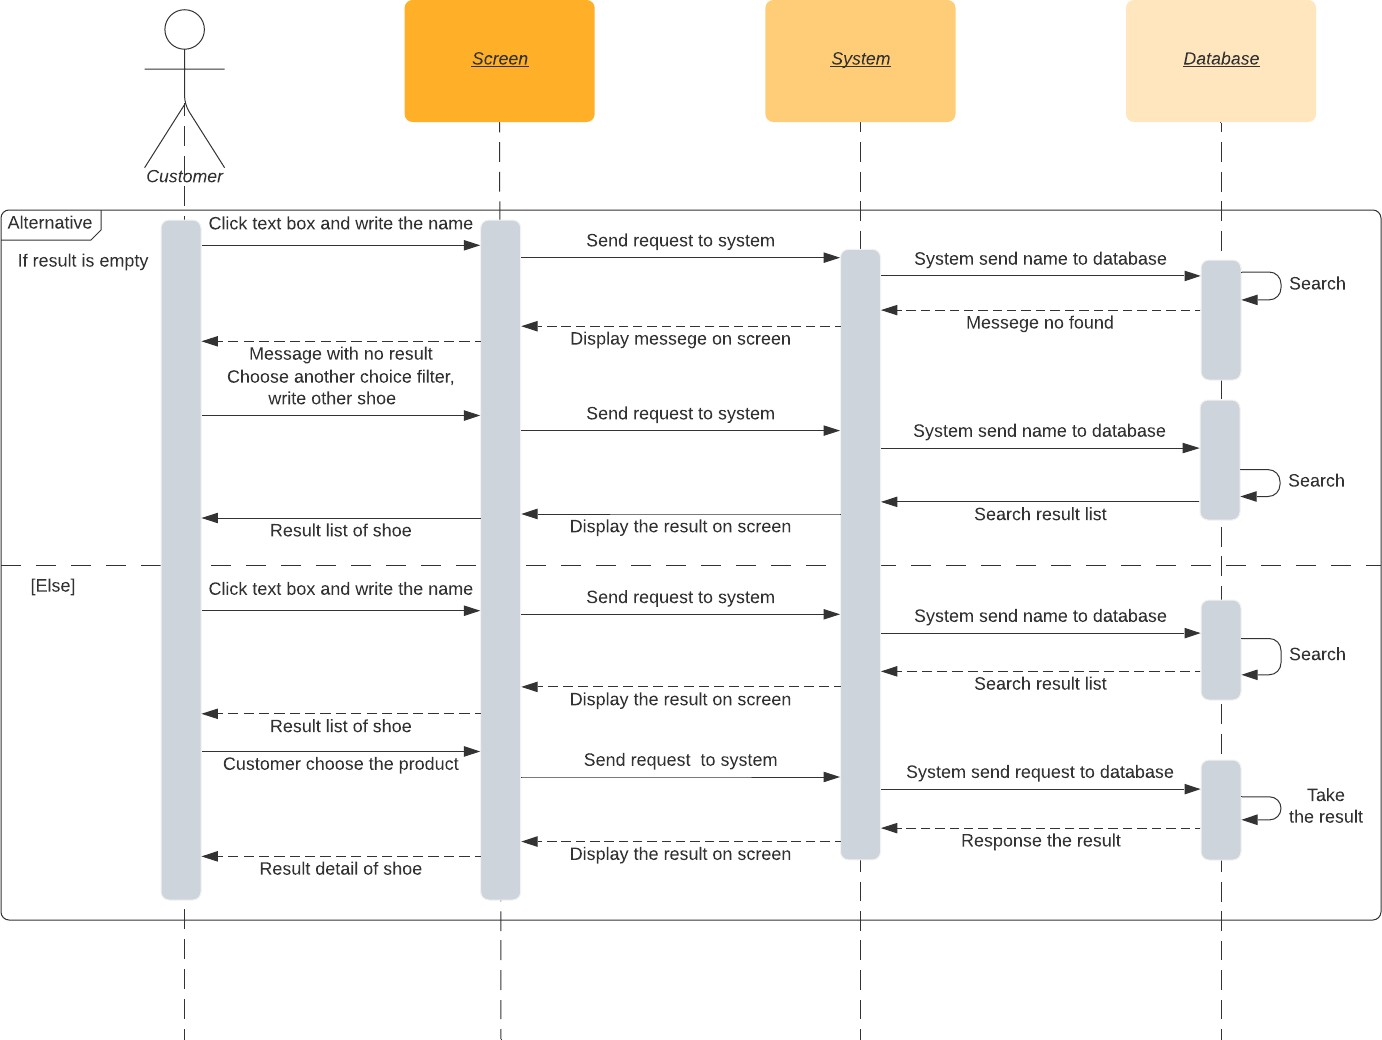 Screen
System
Database
Customer
Alternative
Click text box and write the name
If result is empty
Send request to system
System send name to database
Search
Messege no found
Display messege on screen
Message with no result
Choose another choice filter,
write other shoe
Send request to system
System send name to database
Search
Search result list
Display the result on screen
Result list of shoe
[Else]
Click text box and write the name
Send request to system
System send name to database
Search
Search result list
Display the result on screen
Result list of shoe
Customer choose the product
Send request  to system
System send request to database
Take
the result
Response the result
Display the result on screen
Result detail of shoe